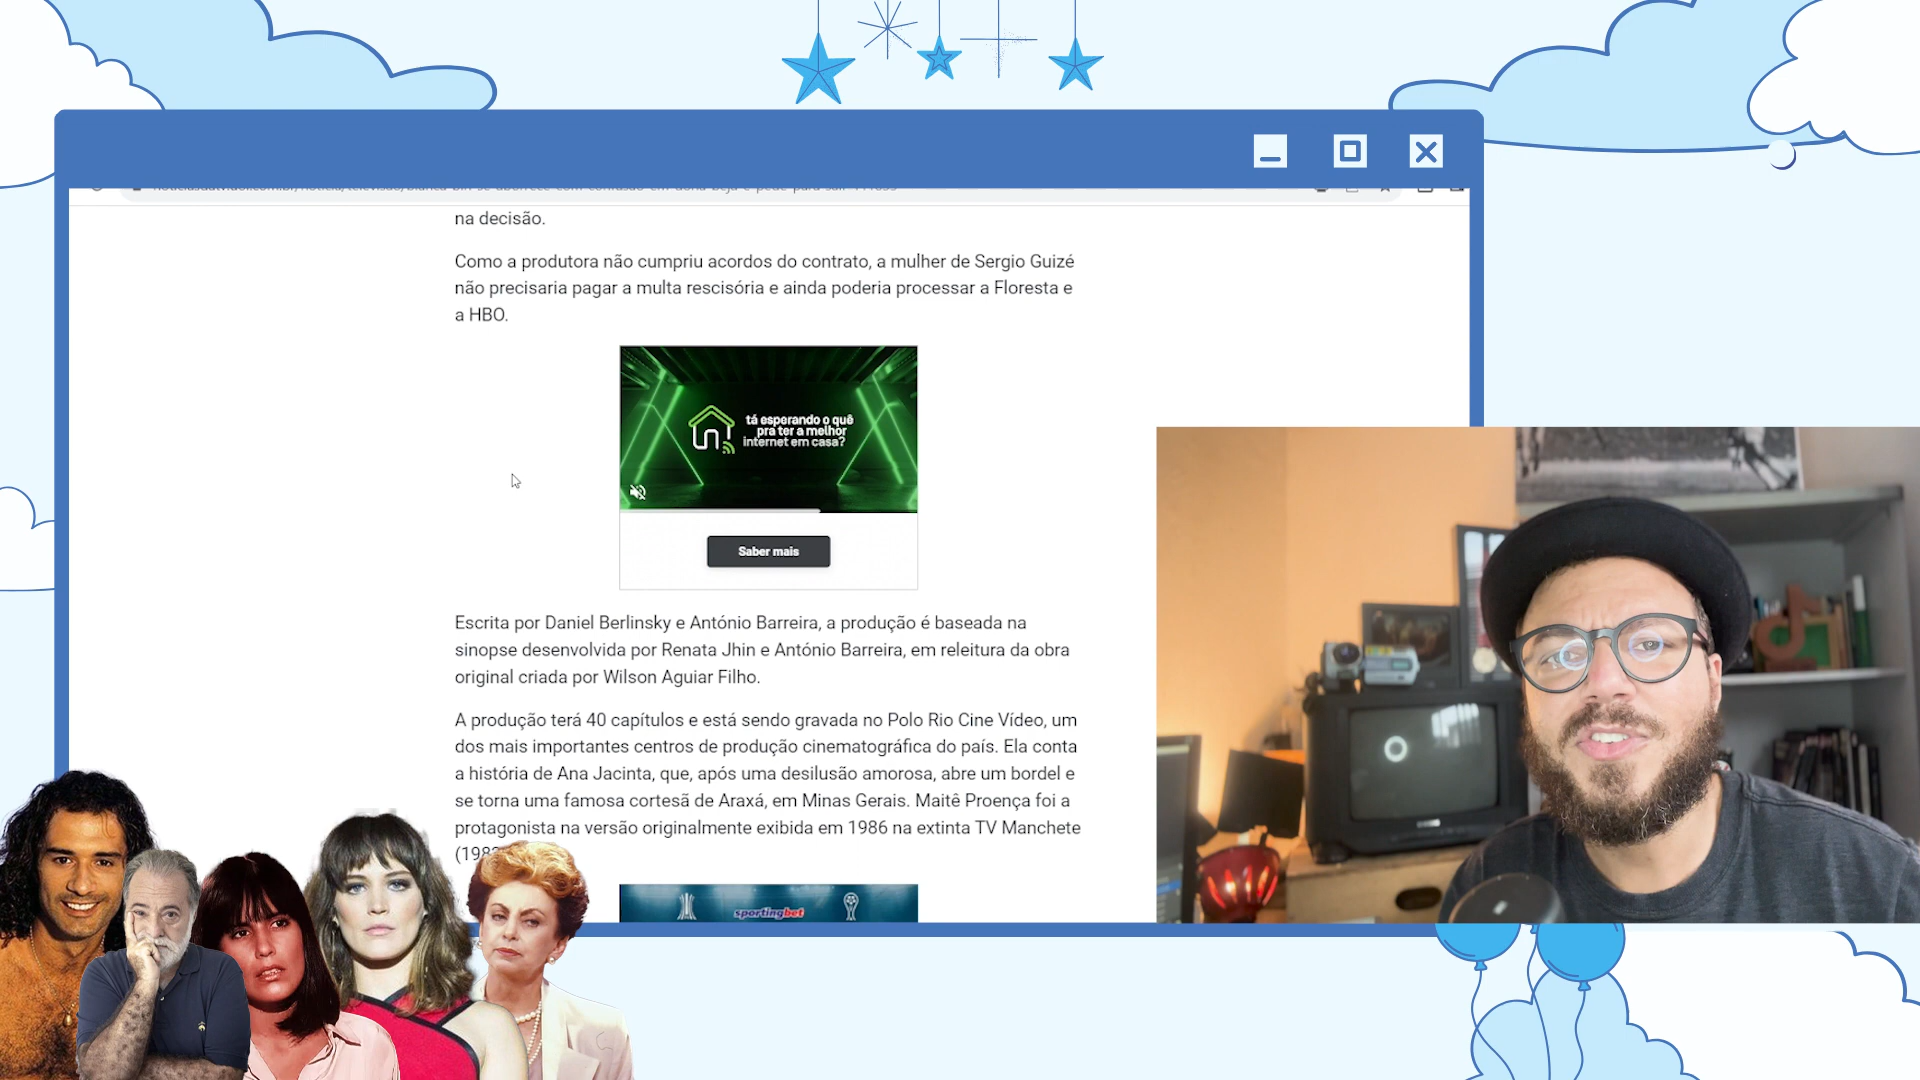 na decisão.
Como a produtora não cumpriu acordos do contrato, a mulher de Sergio Guizé
não precisaria pagar a multa rescisória e ainda poderia processar a Floresta e
a HBO.
tá esperando o quê
pra ter a melhor
internet em casa?
Saber mais
Escrita por Daniel Berlinsky e António Barreira, a produção é baseada na
sinopse desenvolvida por Renata Jhin e António Barreira, em releitura da obra
original criada por Wilson Aguiar Filho.
A produção terá 40 capítulos e está sendo gravada no Polo Rio Cine Vídeo, um
dos mais importantes centros de produção cinematográfica do país. Ela conta
a história de Ana Jacinta, que, após uma desilusão amorosa, abre um bordel e
se torna uma famosa cortesã de Araxá, em Minas Gerais. Maitê Proença foi a
protagonista na versão originalmente exibida em 1986 na extinta TV Manchete
sportingbet